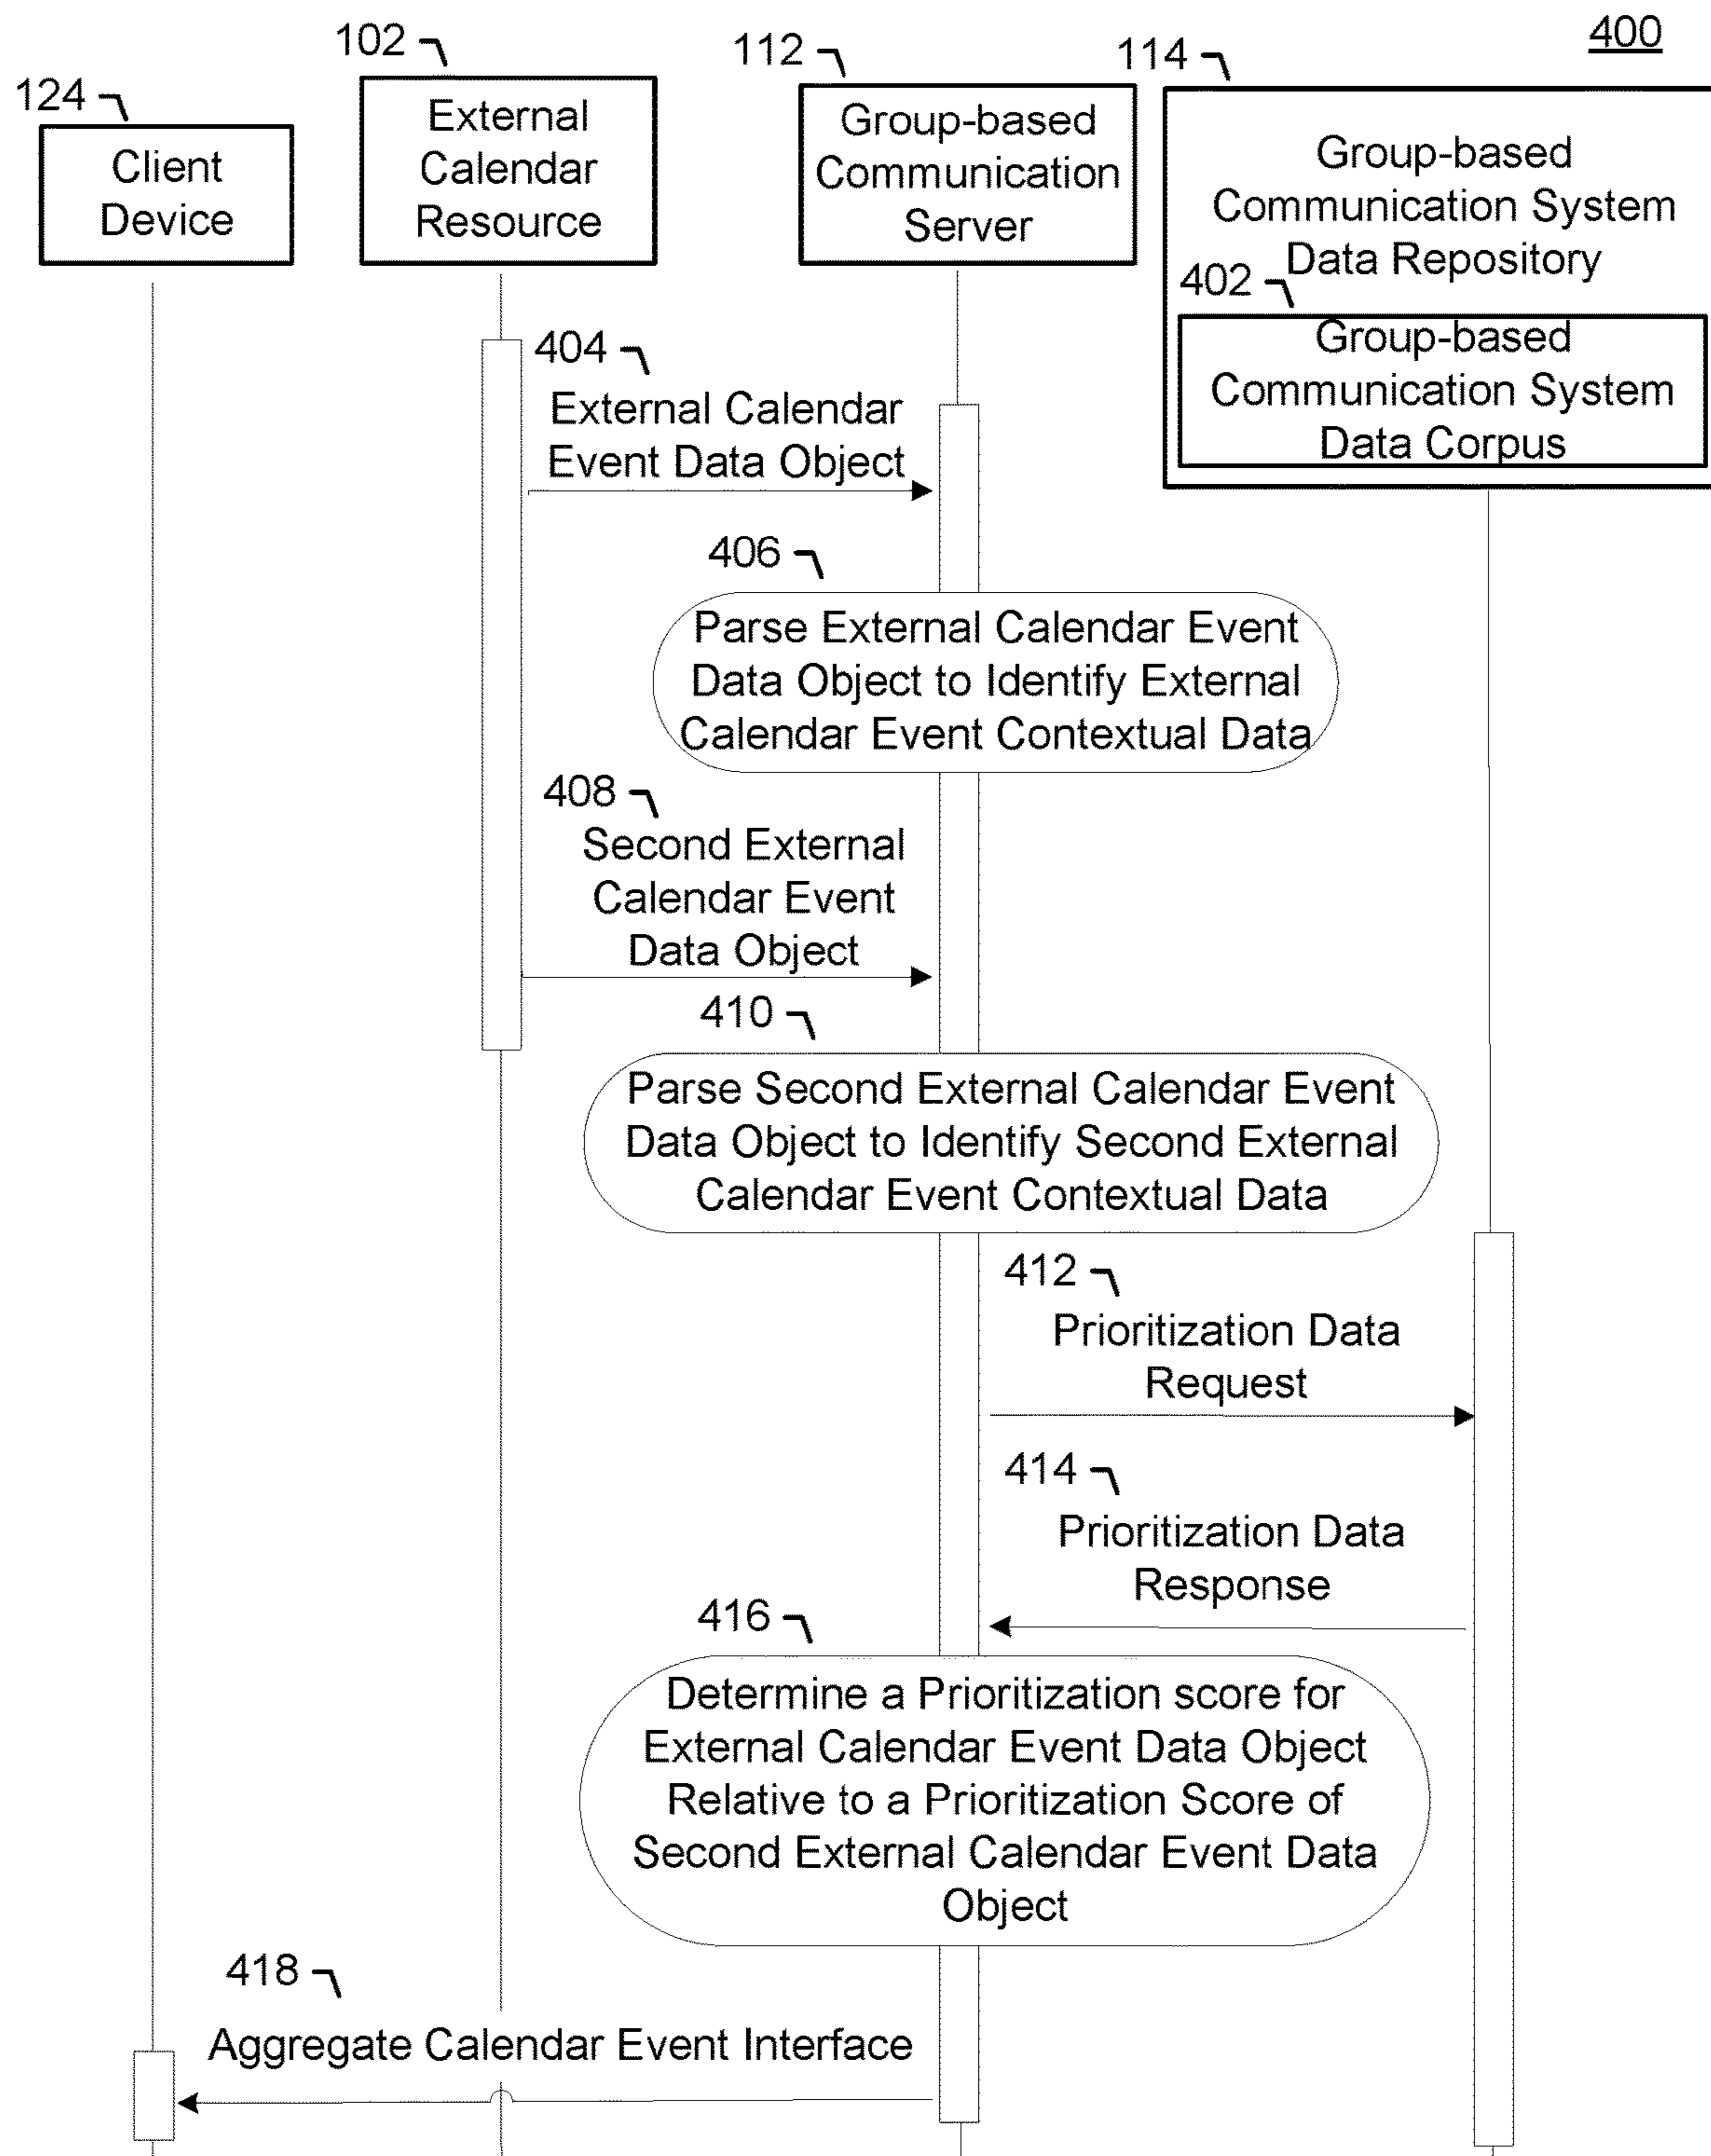 400
124
Client
Device
102
External
Calendar
Resource
112
Group-based
Communication
Server
114
Group-based
Communication System
Data Repository
402
Group-based
Communication System
Data Corpus
404
External Calendar
Event Data Object
406
Parse External Calendar Event
Data Object to Identify External
Calendar Event Contextual Data
408
Second External
Calendar Event
Data Object
410
Parse Second External Calendar Event
Data Object to Identify Second External
Calendar Event Contextual Data
412
Prioritization Data
Request
414
Prioritization Data
Response
416
Determine a Prioritization score for
External Calendar Event Data Object
Relative to a Prioritization Score of
Second External Calendar Event Data
Object
418
Aggregate Calendar Event Interface